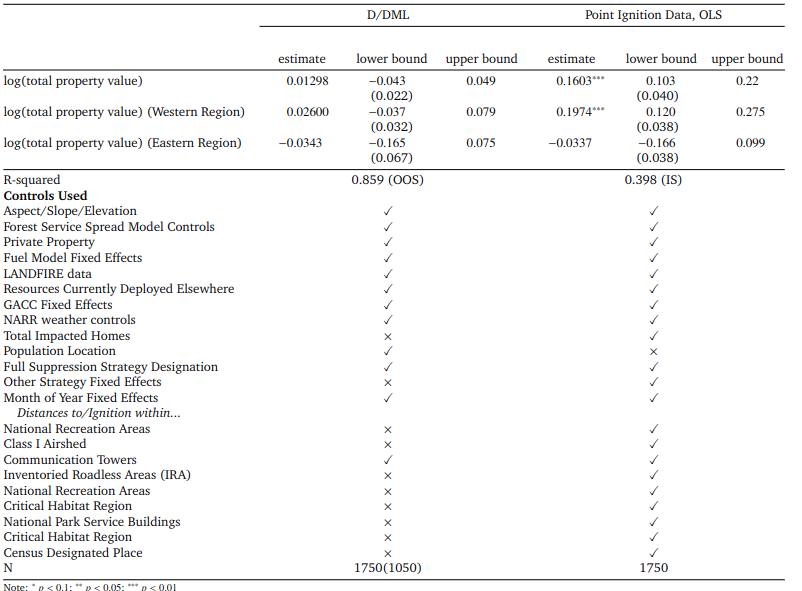 D/DML Point Ignition Data, OLS
estimate lower bound upper bound estimate lower bound upper bound
log(total property value) 0.01298 −0.043 0.049 0.1603*** 0.103 0.22
(0.022) (0.040)
log(total property value) (Western Region) 0.02600 −0.037 0.079 0.1974*** 0.120 0.275
(0.032) (0.038)
log(total property value) (Eastern Region) −0.0343 −0.165 0.075 −0.0337 −0.166 0.099
(0.067) (0.038)
R-squared 0.859 (OOS) 0.398 (IS)
Controls Used
Aspect/Slope/Elevation ✓ ✓
Forest Service Spread Model Controls ✓ ✓
Private Property ✓ ✓
Fuel Model Fixed Effects ✓ ✓
LANDFIRE data ✓ ✓
Resources Currently Deployed Elsewhere ✓ ✓
GACC Fixed Effects ✓ ✓
NARR weather controls ✓ ✓
Total Impacted Homes × ✓
Population Location ✓ ×
Full Suppression Strategy Designation ✓ ✓
Other Strategy Fixed Effects × ✓
Month of Year Fixed Effects ✓ ✓
Distances to/Ignition within...
National Recreation Areas × ✓
Class I Airshed × ✓
Communication Towers ✓ ✓
Inventoried Roadless Areas (IRA) × ✓
National Recreation Areas × ✓
Critical Habitat Region × ✓
National Park Service Buildings × ✓
Critical Habitat Region × ✓
Census Designated Place × ✓
N 1750(1050) 1750
Note: * p < 0.1; ** p < 0.05; *** p < 0.01